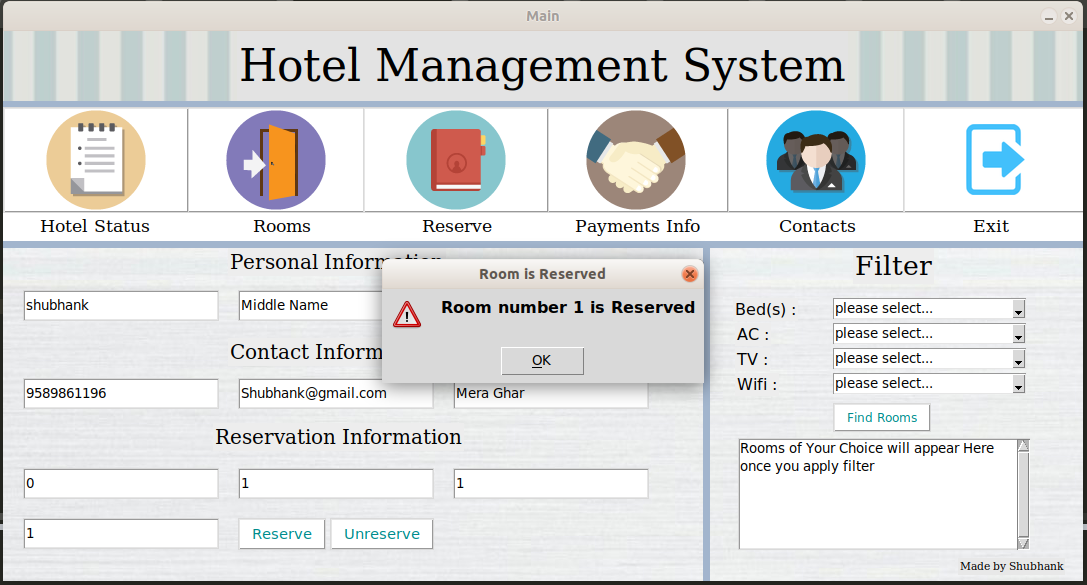 Main
Hotel Management System
Hotel Status
Rooms
Reserve
Payments Info
Contacts
Exit
Personal Information
shubhank
Middle Name
Contact Inform
9589861196
Shubhank@gmail.com
Mera Ghar
Reservation Information
0
1
1
1
Reserve
Unreserve
Room is Reserved
Room number 1 is Reserved
OK
Filter
Bed(s) :
please select...
AC :
please select...
TV :
please select...
Wifi :
please select...
Find Rooms
Rooms of Your Choice will appear Here
once you apply filter
Made by Shubhank